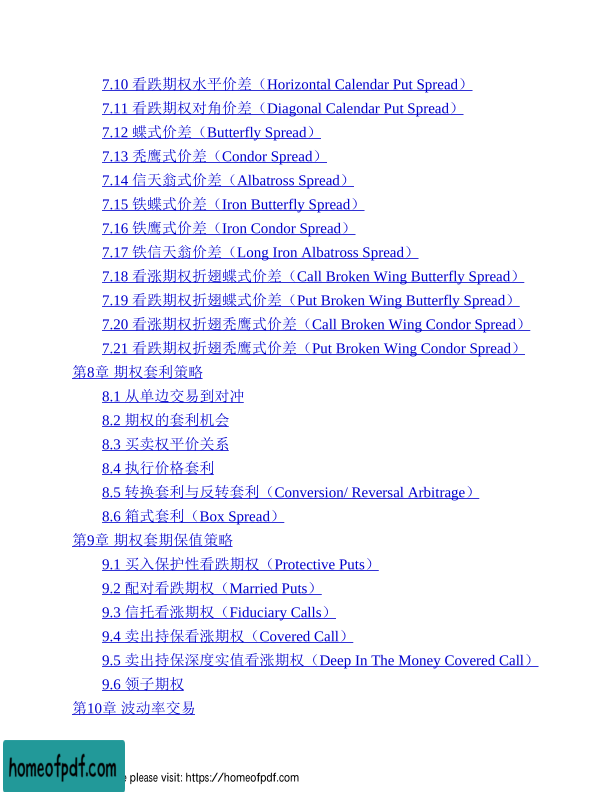 7.10 看跌期权水平价差（Horizontal Calendar Put Spread）
7.11 看跌期权对角价差（Diagonal Calendar Put Spread）
7.12 蝶式价差（Butterfly Spread）
7.13 秃鹰式价差（Condor Spread）
7.14 信天翁式价差（Albatross Spread）
7.15 铁蝶式价差（Iron Butterfly Spread）
7.16 铁鹰式价差（Iron Condor Spread）
7.17 铁信天翁价差（Long Iron Albatross Spread）
7.18 看涨期权折翅蝶式价差（Call Broken Wing Butterfly Spread）
7.19 看跌期权折翅蝶式价差（Put Broken Wing Butterfly Spread）
7.20 看涨期权折翅秃鹰式价差（Call Broken Wing Condor Spread）
7.21 看跌期权折翅秃鹰式价差（Put Broken Wing Condor Spread）
第8章 期权套利策略
8.1 从单边交易到对冲
8.2 期权的套利机会
8.3 买卖权平价关系
8.4 执行价格套利
8.5 转换套利与反转套利（Conversion/ Reversal Arbitrage）
8.6 箱式套利（Box Spread）
第9章 期权套期保值策略
9.1 买入保护性看跌期权（Protective Puts）
9.2 配对看跌期权（Married Puts）
9.3 信托看涨期权（Fiduciary Calls）
9.4 卖出持保看涨期权（Covered Call）
9.5 卖出持保深度实值看涨期权（Deep In The Money Covered Call）
9.6 领子期权
第10章 波动率交易
homeofpdf.com
e please visit: https://homeofpdf.com